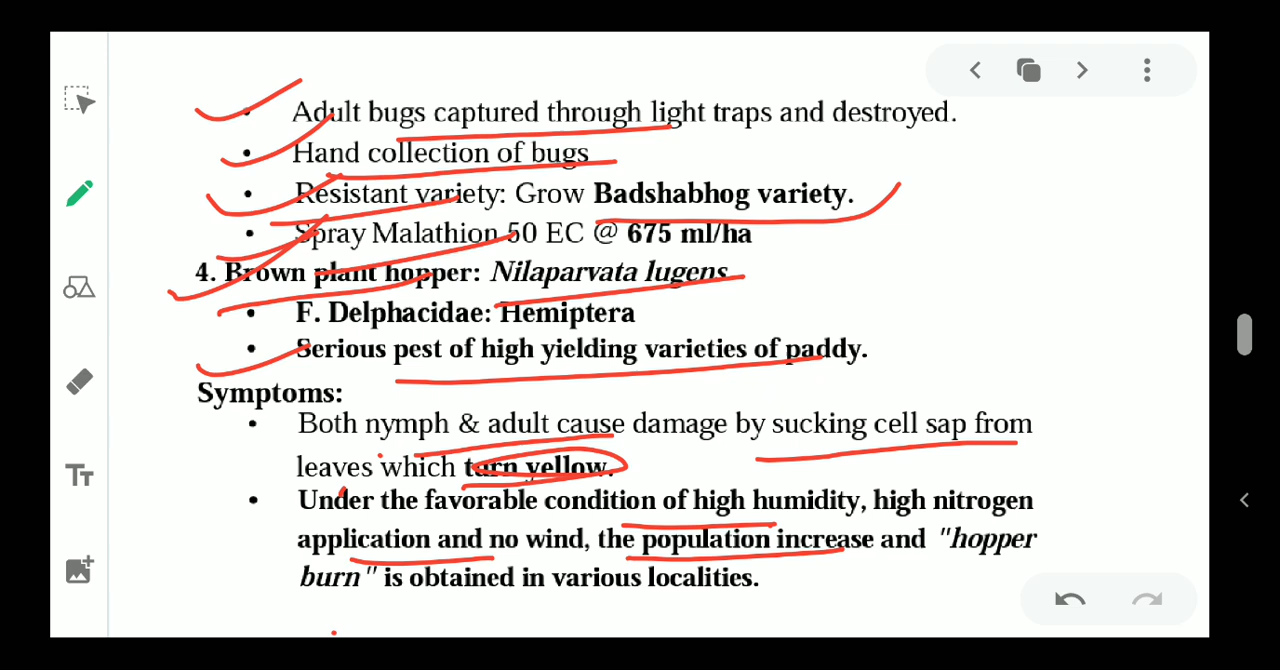 • Adult bugs captured through light traps and destroyed.
• Hand collection of bugs
• Resistant variety: Grow Badshabhog variety.
• Spray Malathion 50 EC @ 675 ml/ha
4. Brown plant hopper: Nilaparvata lugens
• F. Delphacidae: Hemiptera
• Serious pest of high yielding varieties of paddy.
Symptoms:
• Both nymph & adult cause damage by sucking cell sap from
leaves which turn yellow.
• Under the favorable condition of high humidity, high nitrogen
application and no wind, the population increase and "hopper
burn" is obtained in various localities.